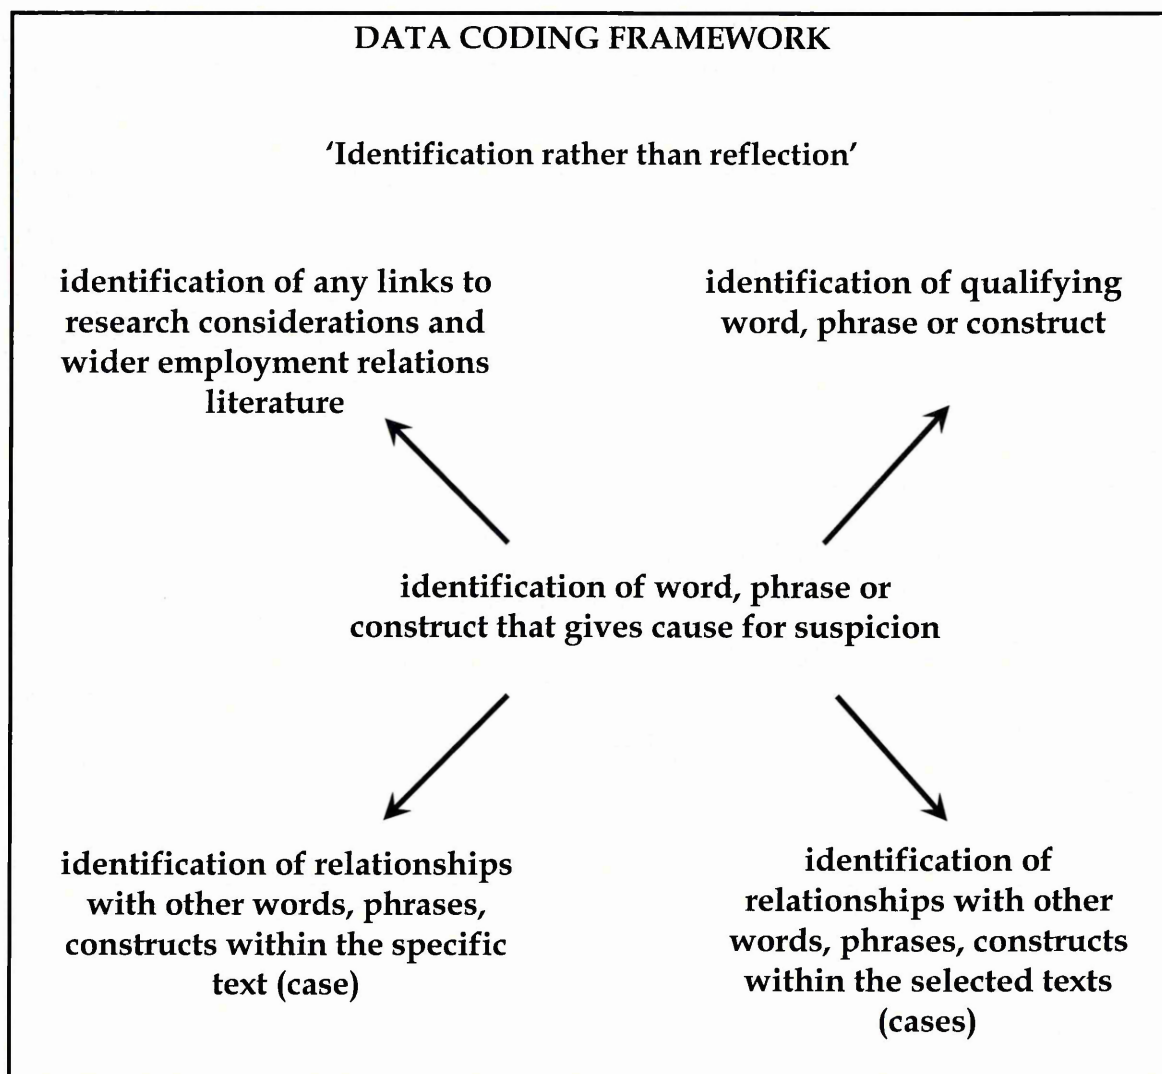 DATA CODING FRAMEWORK
'Identification rather than reflection'
identification of any links to
research considerations and
wider employment relations
literature
identification of qualifying
word, phrase or construct
identification of word, phrase or
construct that gives cause for suspicion
identification of relationships
with other words, phrases,
constructs within the specific
text (case)
identification of
relationships with other
words, phrases, constructs
within the selected texts
(cases)